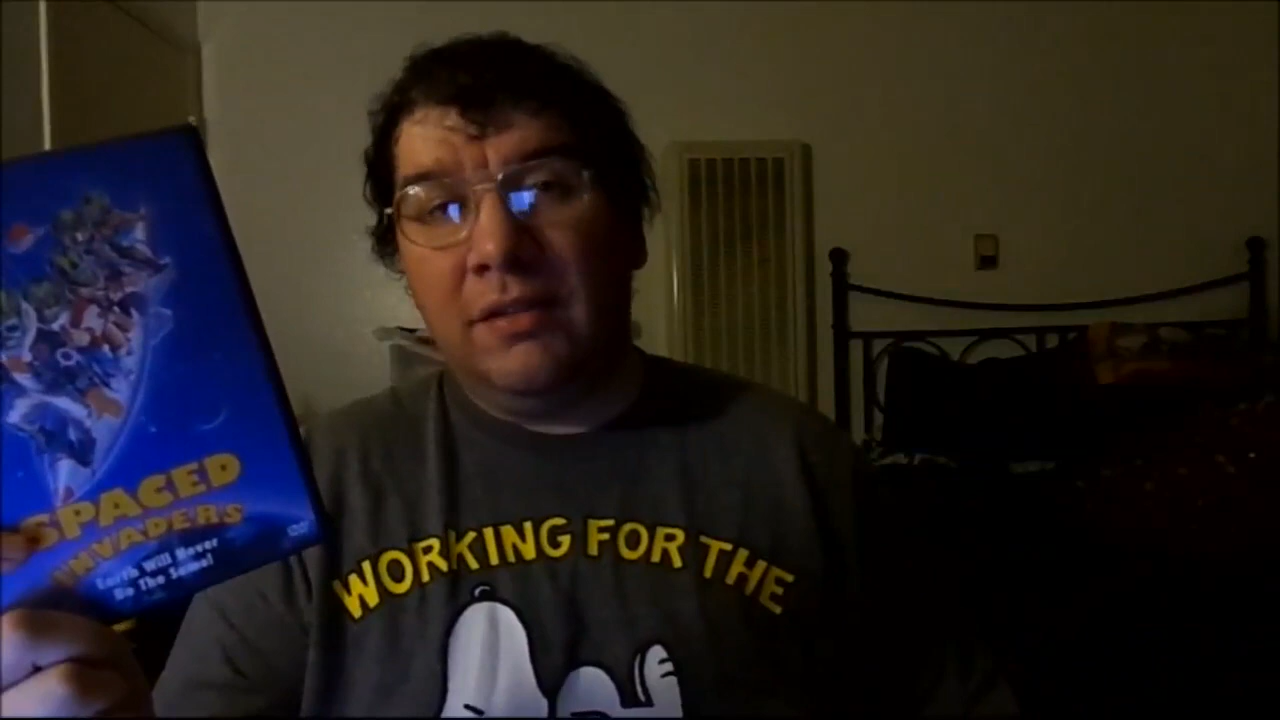 SPACED
INVADERS
Earth Will Never
Be The Same!
DVD
WORKING FOR THE